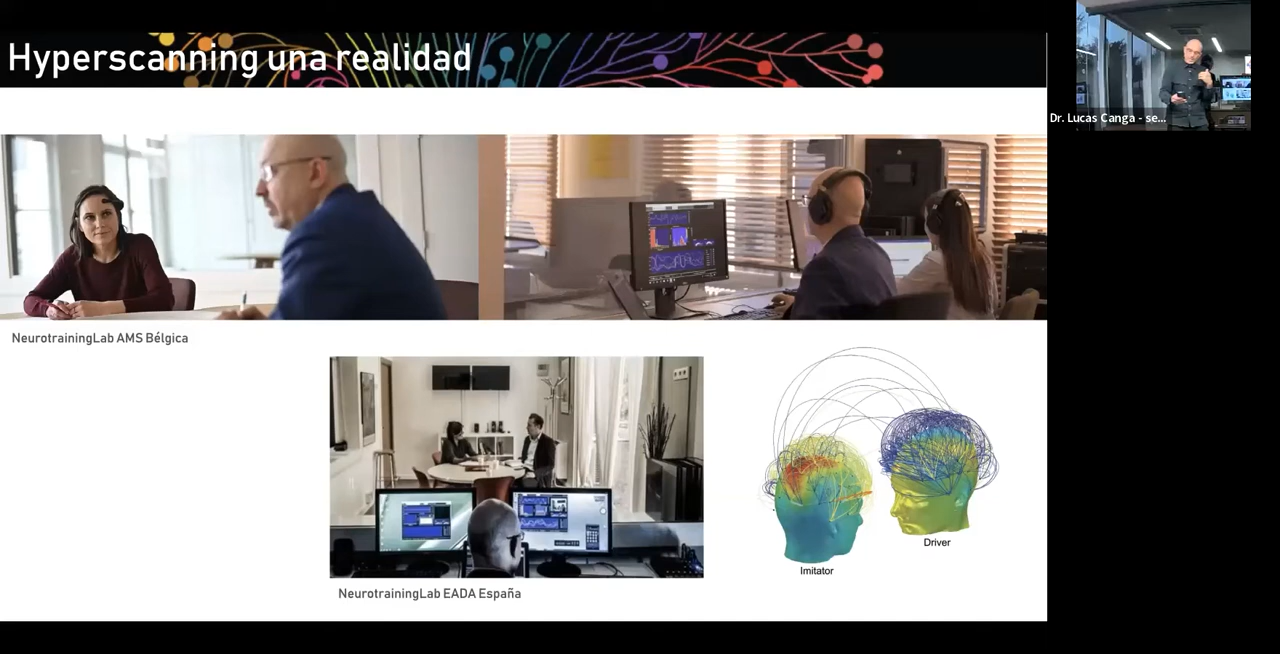 Hyperscanning una realidad
Dr. Lucas Canga - se...
NeurotrainingLab AMS Bélgica
NeurotrainingLab EADA España
Driver
Imitator